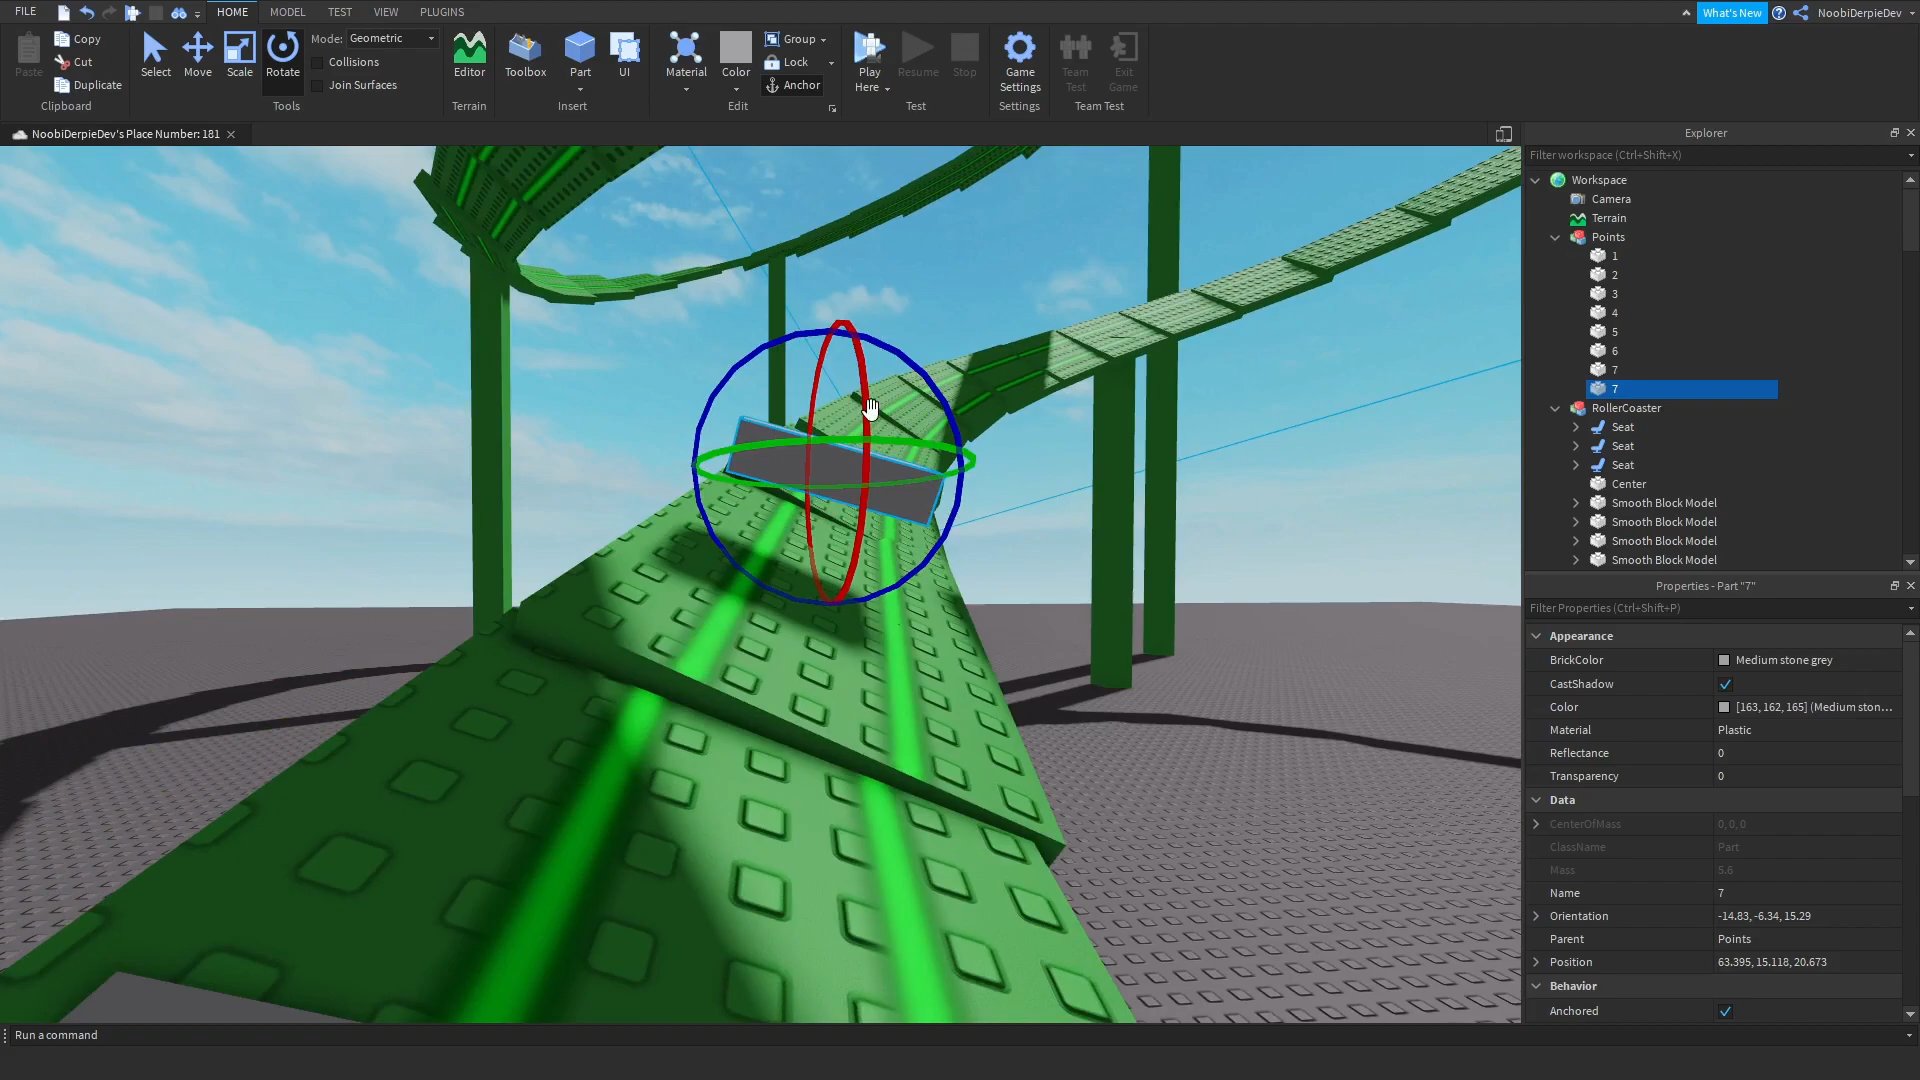 FILE
HOME
MODEL
TEST
VIEW
PLUGINS
What's New
NoobiDerpieDev
Paste
Copy
Cut
Duplicate
Clipboard
Select
Move
Scale
Rotate
Mode: Geometric
Collisions
Join Surfaces
Tools
Editor
Terrain
Toolbox
Part
UI
Insert
Material
Color
Group
Lock
Anchor
Edit
Play
Here
Resume
Stop
Test
Game
Settings
Settings
Team
Test
Exit
Game
Team Test
NoobiDerpieDev's Place Number: 181
Explorer
Filter workspace (Ctrl+Shift+X)
Workspace
Camera
Terrain
Points
1
2
3
4
5
6
7
7
RollerCoaster
Seat
Seat
Seat
Center
Smooth Block Model
Smooth Block Model
Smooth Block Model
Smooth Block Model
Properties - Part "7"
Filter Properties (Ctrl+Shift+P)
Appearance
BrickColor Medium stone grey
CastShadow
Color [163, 162, 165] (Medium ston...
Material Plastic
Reflectance 0
Transparency 0
Data
CenterOfMass 0, 0, 0
ClassName Part
Mass 5.6
Name 7
Orientation -14.83, -6.34, 15.29
Parent Points
Position 63.395, 15.118, 20.673
Behavior
Anchored
Run a command